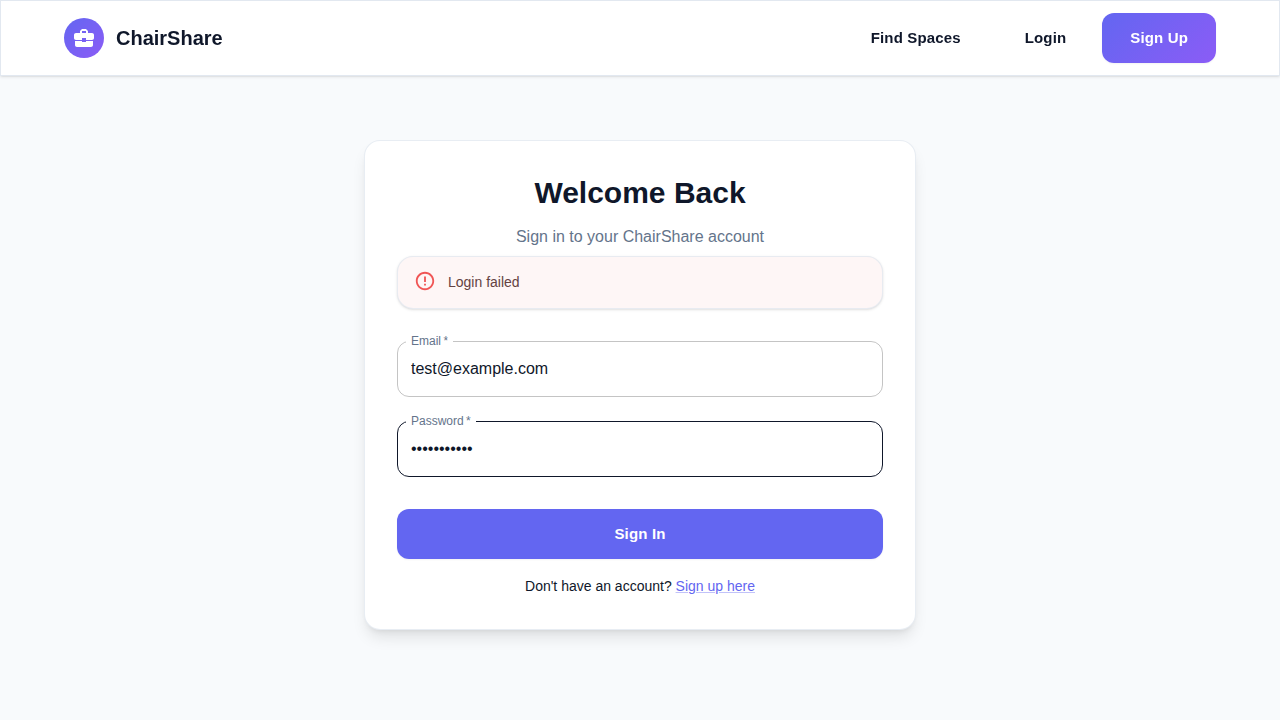 ChairShare
Find Spaces
Login
Sign Up
Welcome Back
Sign in to your ChairShare account
Login failed
Email *
test@example.com
Password *
•••••••••••
Sign In
Don't have an account? Sign up here